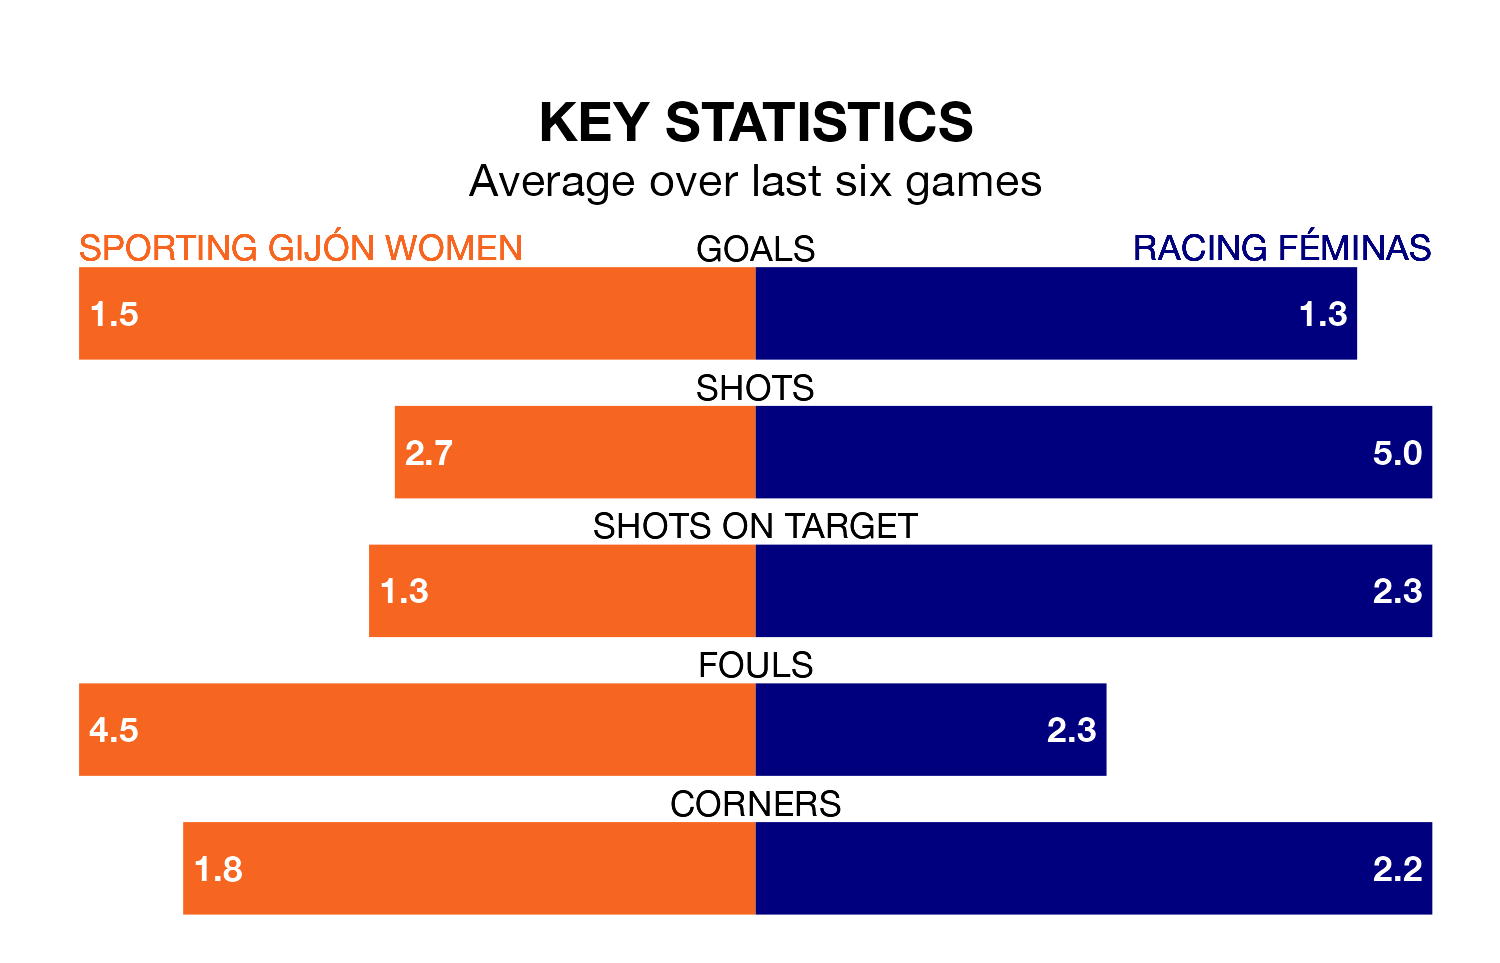 KEY STATISTICS
Average over last six games
SPORTING GIJÓN WOMEN GOALS RACING FÉMINAS
1.5 1.3
SHOTS
2.7 5.0
SHOTS ON TARGET
1.3 2.3
FOULS
4.5 2.3
CORNERS
1.8 2.2